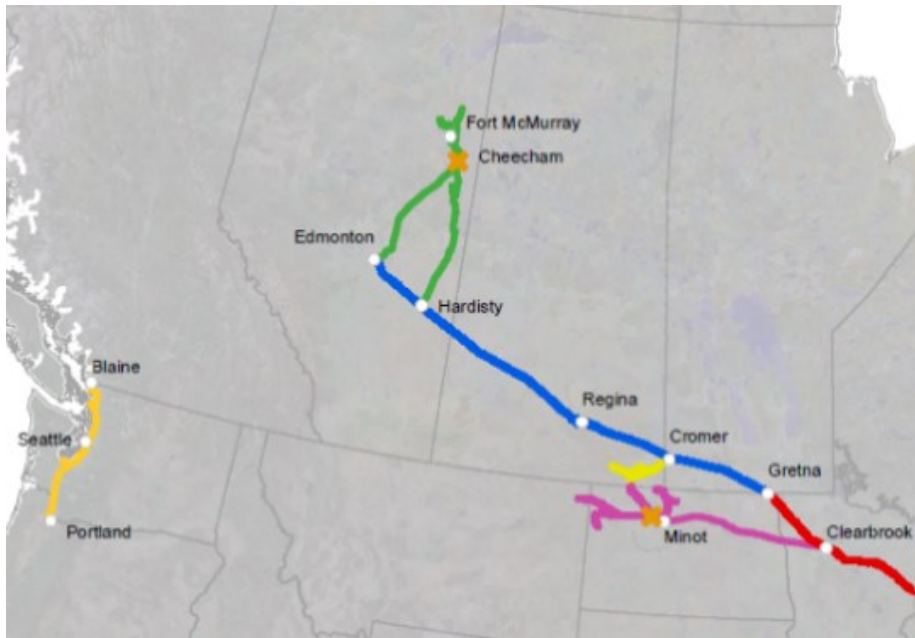 Fort McMurray
Cheecham
Edmonton
Hardisty
Blaine
Regina
Seattle
Cromer
Gretna
Portland
Minot
Clearbrook